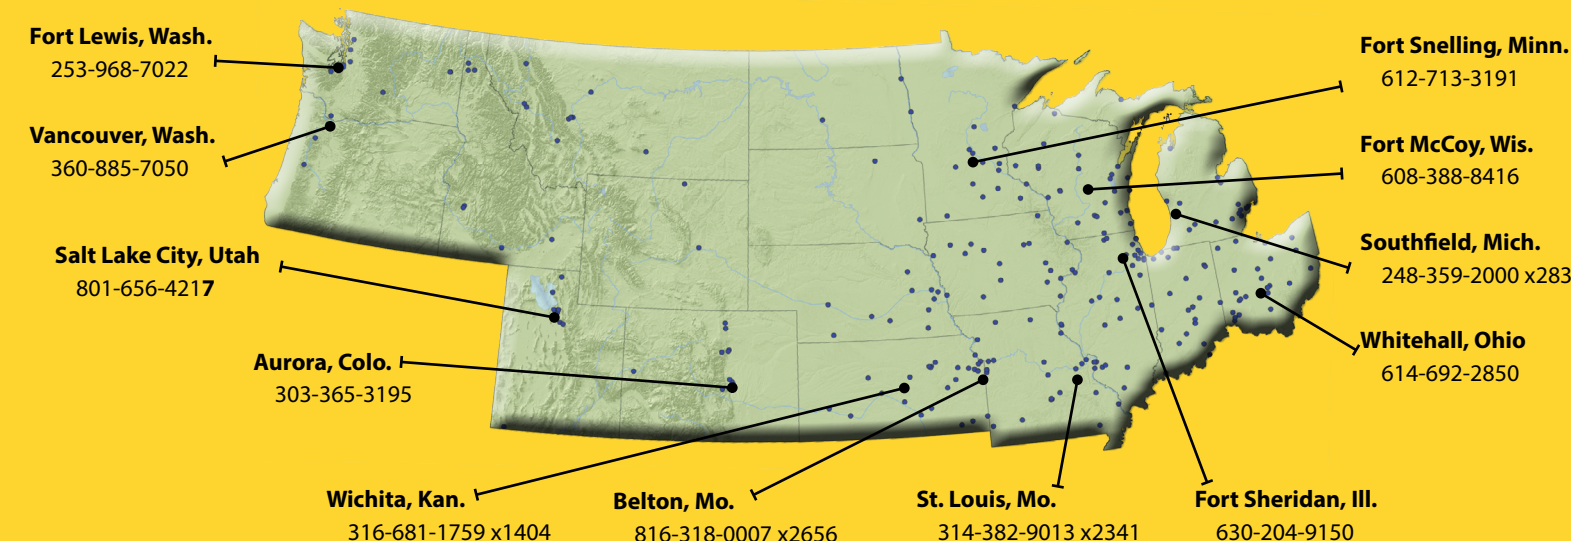 Fort Lewis, Wash.
253-968-7022
Vancouver, Wash.
360-885-7050
Salt Lake City, Utah
801-656-4217
Aurora, Colo.
303-365-3195
Wichita, Kan.
316-681-1759 x1404
Belton, Mo.
816-318-0007 x2656
St. Louis, Mo.
314-382-9013 x2341
Fort Sheridan, Ill.
630-204-9150
Fort Snelling, Minn.
612-713-3191
Fort McCoy, Wis.
608-388-8416
Southfield, Mich.
248-359-2000 x283
Whitehall, Ohio
614-692-2850